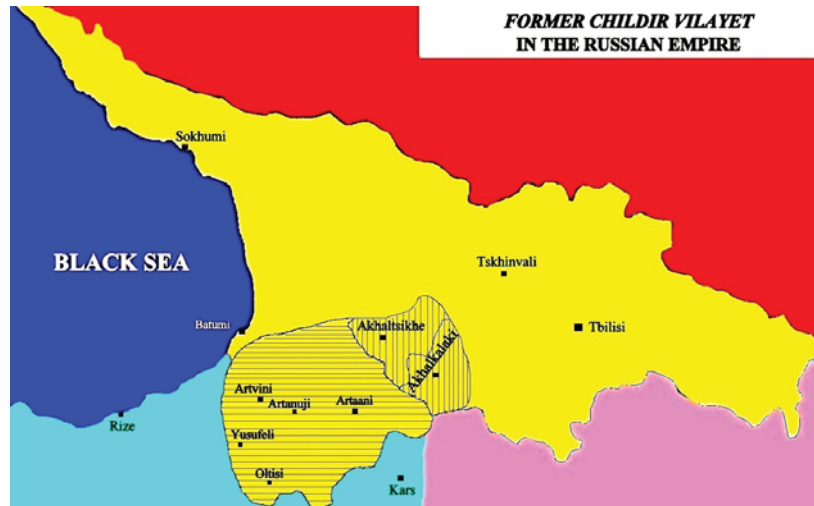 FORMER CHILDIR VILAYET
IN THE RUSSIAN EMPIRE
Sokhumi
BLACK SEA
Tskhinvali
Batumi
Akhaltsikhe
Tbilisi
Akhalkalaki
Artvini
Artanuji
Artaani
Rize
Yusufeli
Oltisi
Kars